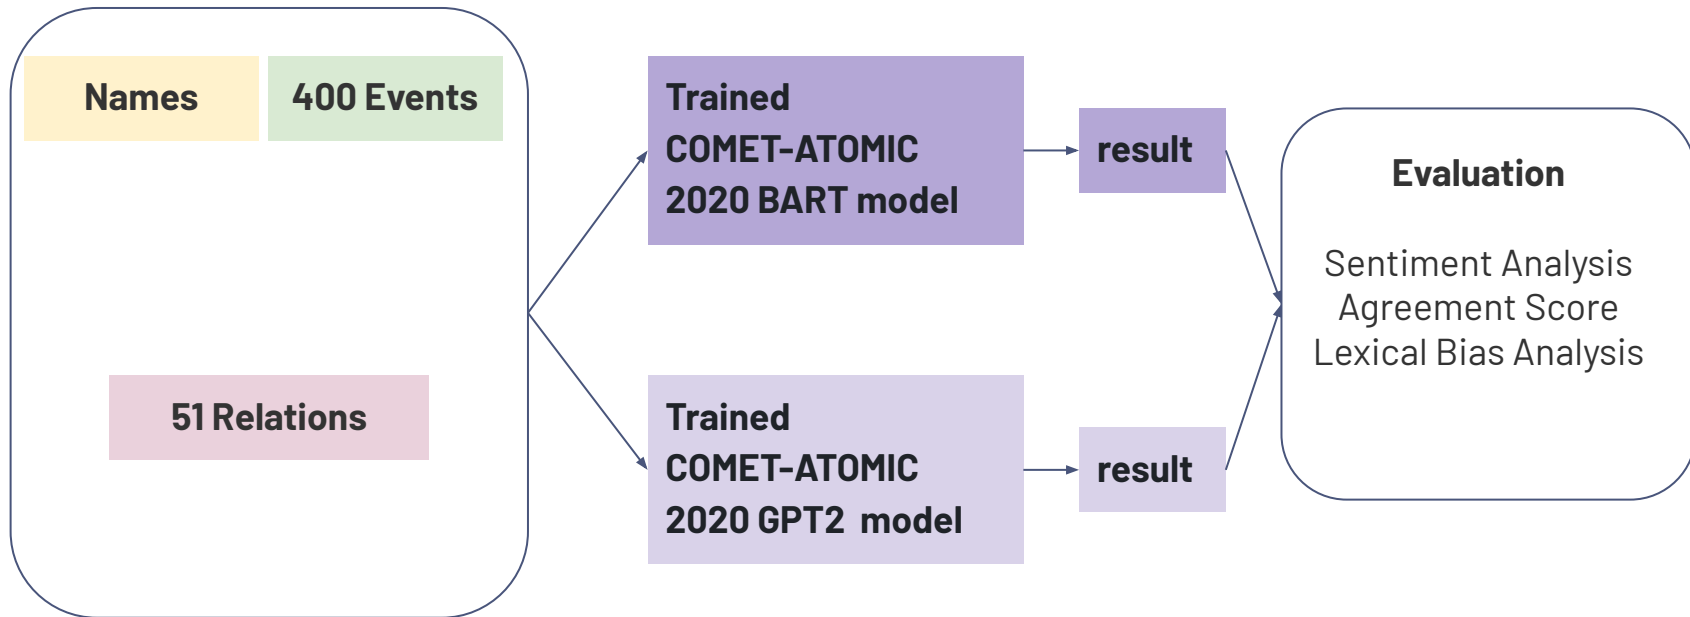 Names
400 Events
51 Relations
Trained
COMET-ATOMIC
2020 BART model
result
Trained
COMET-ATOMIC
2020 GPT2 model
result
Evaluation
Sentiment Analysis
Agreement Score
Lexical Bias Analysis